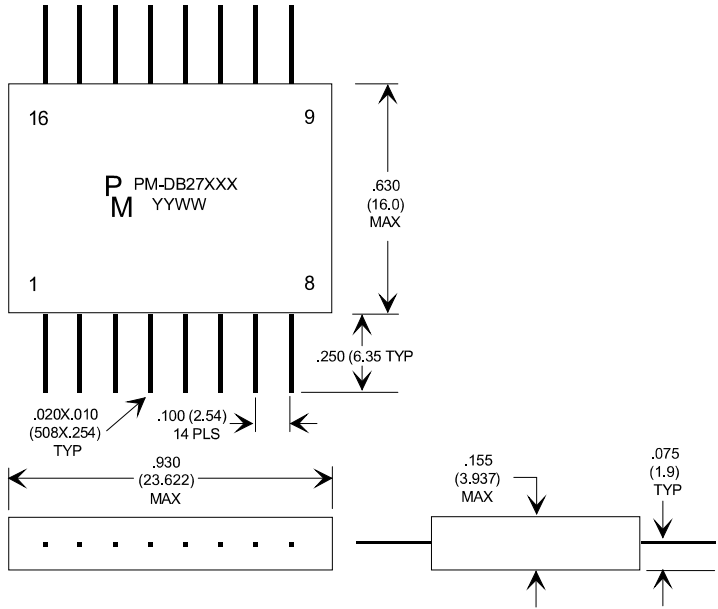 16
9
P
M
PM-DB27XXX
YYWW
.630
(16.0)
MAX
1
8
.250 (6.35 TYP
.020X.010
(508X.254)
TYP
.100 (2.54)
14 PLS
.930
(23.622)
MAX
.155
(3.937)
MAX
.075
(1.9)
TYP